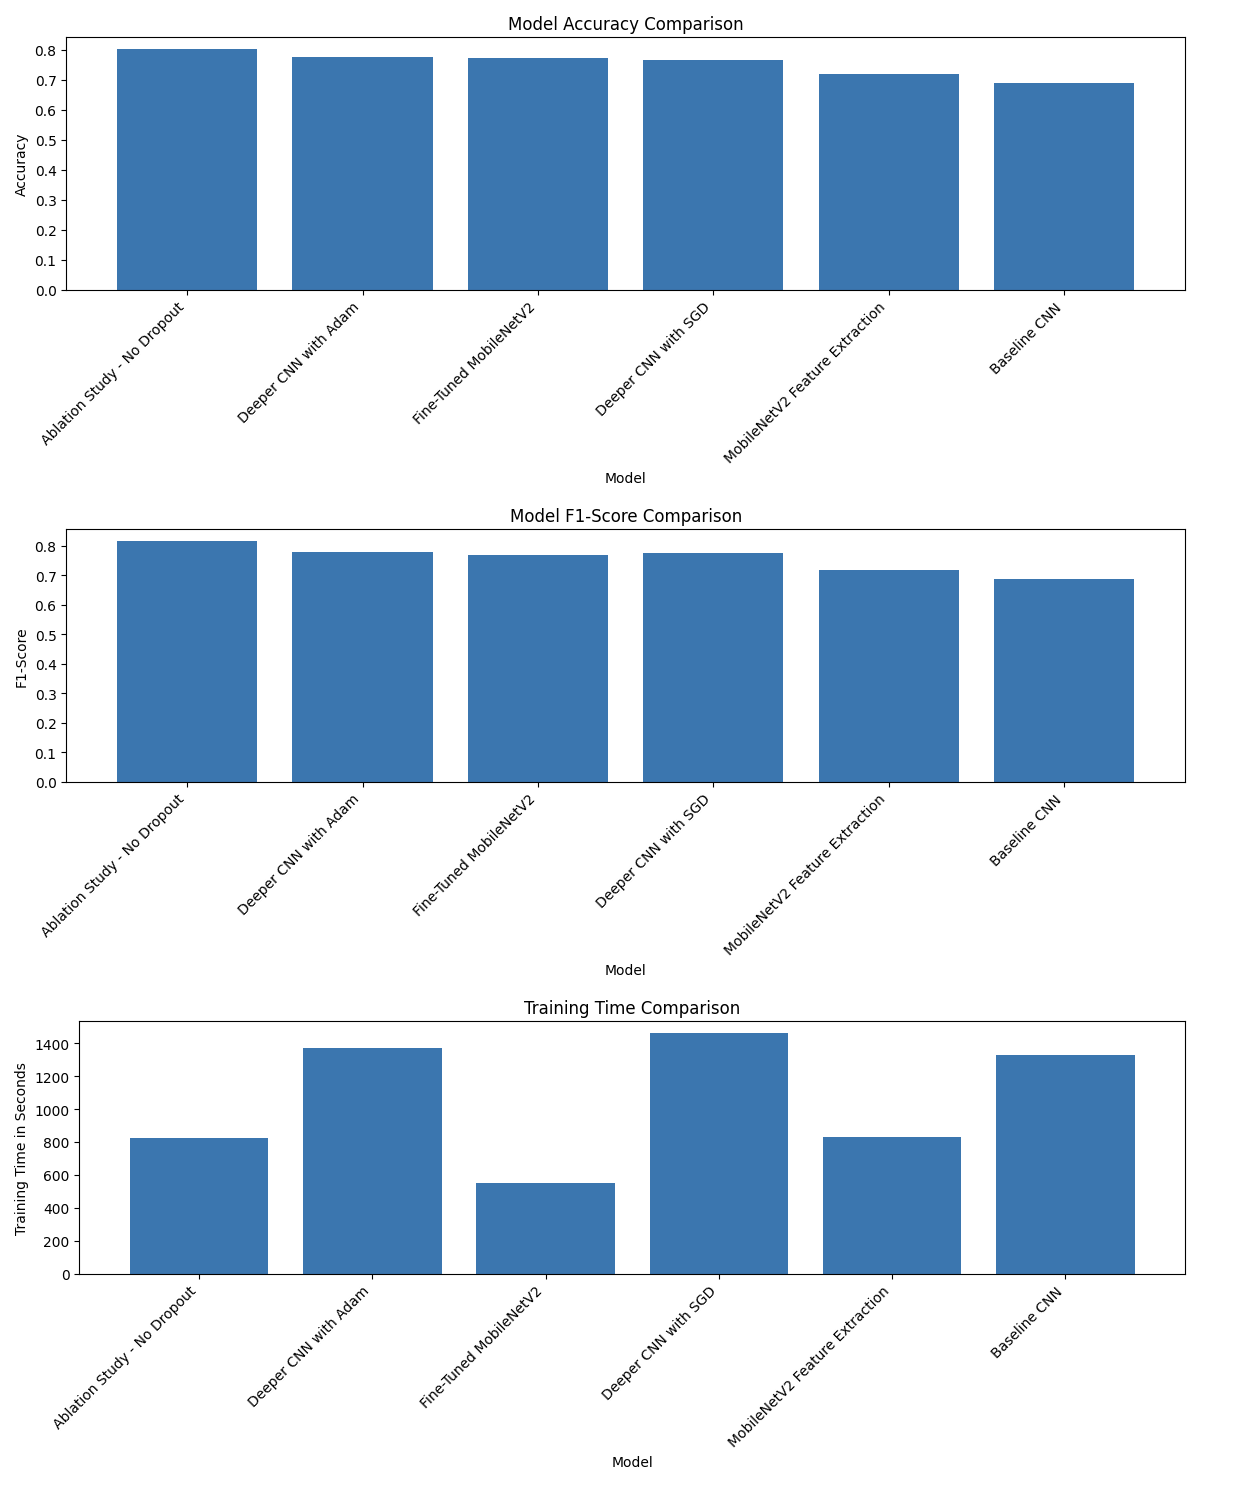 Model Accuracy Comparison
0.8
0.7
0.6
0.5
0.4
0.3
0.2
0.1
0.0
Accuracy
Ablation Study - No Dropout
Deeper CNN with Adam
Fine-Tuned MobileNetV2
Deeper CNN with SGD
MobileNetV2 Feature Extraction
Baseline CNN
Model
Model F1-Score Comparison
0.8
0.7
0.6
0.5
0.4
0.3
0.2
0.1
0.0
F1-Score
Ablation Study - No Dropout
Deeper CNN with Adam
Fine-Tuned MobileNetV2
Deeper CNN with SGD
MobileNetV2 Feature Extraction
Baseline CNN
Model
Training Time Comparison
1400
1200
1000
800
600
400
200
0
Training Time in Seconds
Ablation Study - No Dropout
Deeper CNN with Adam
Fine-Tuned MobileNetV2
Deeper CNN with SGD
MobileNetV2 Feature Extraction
Baseline CNN
Model